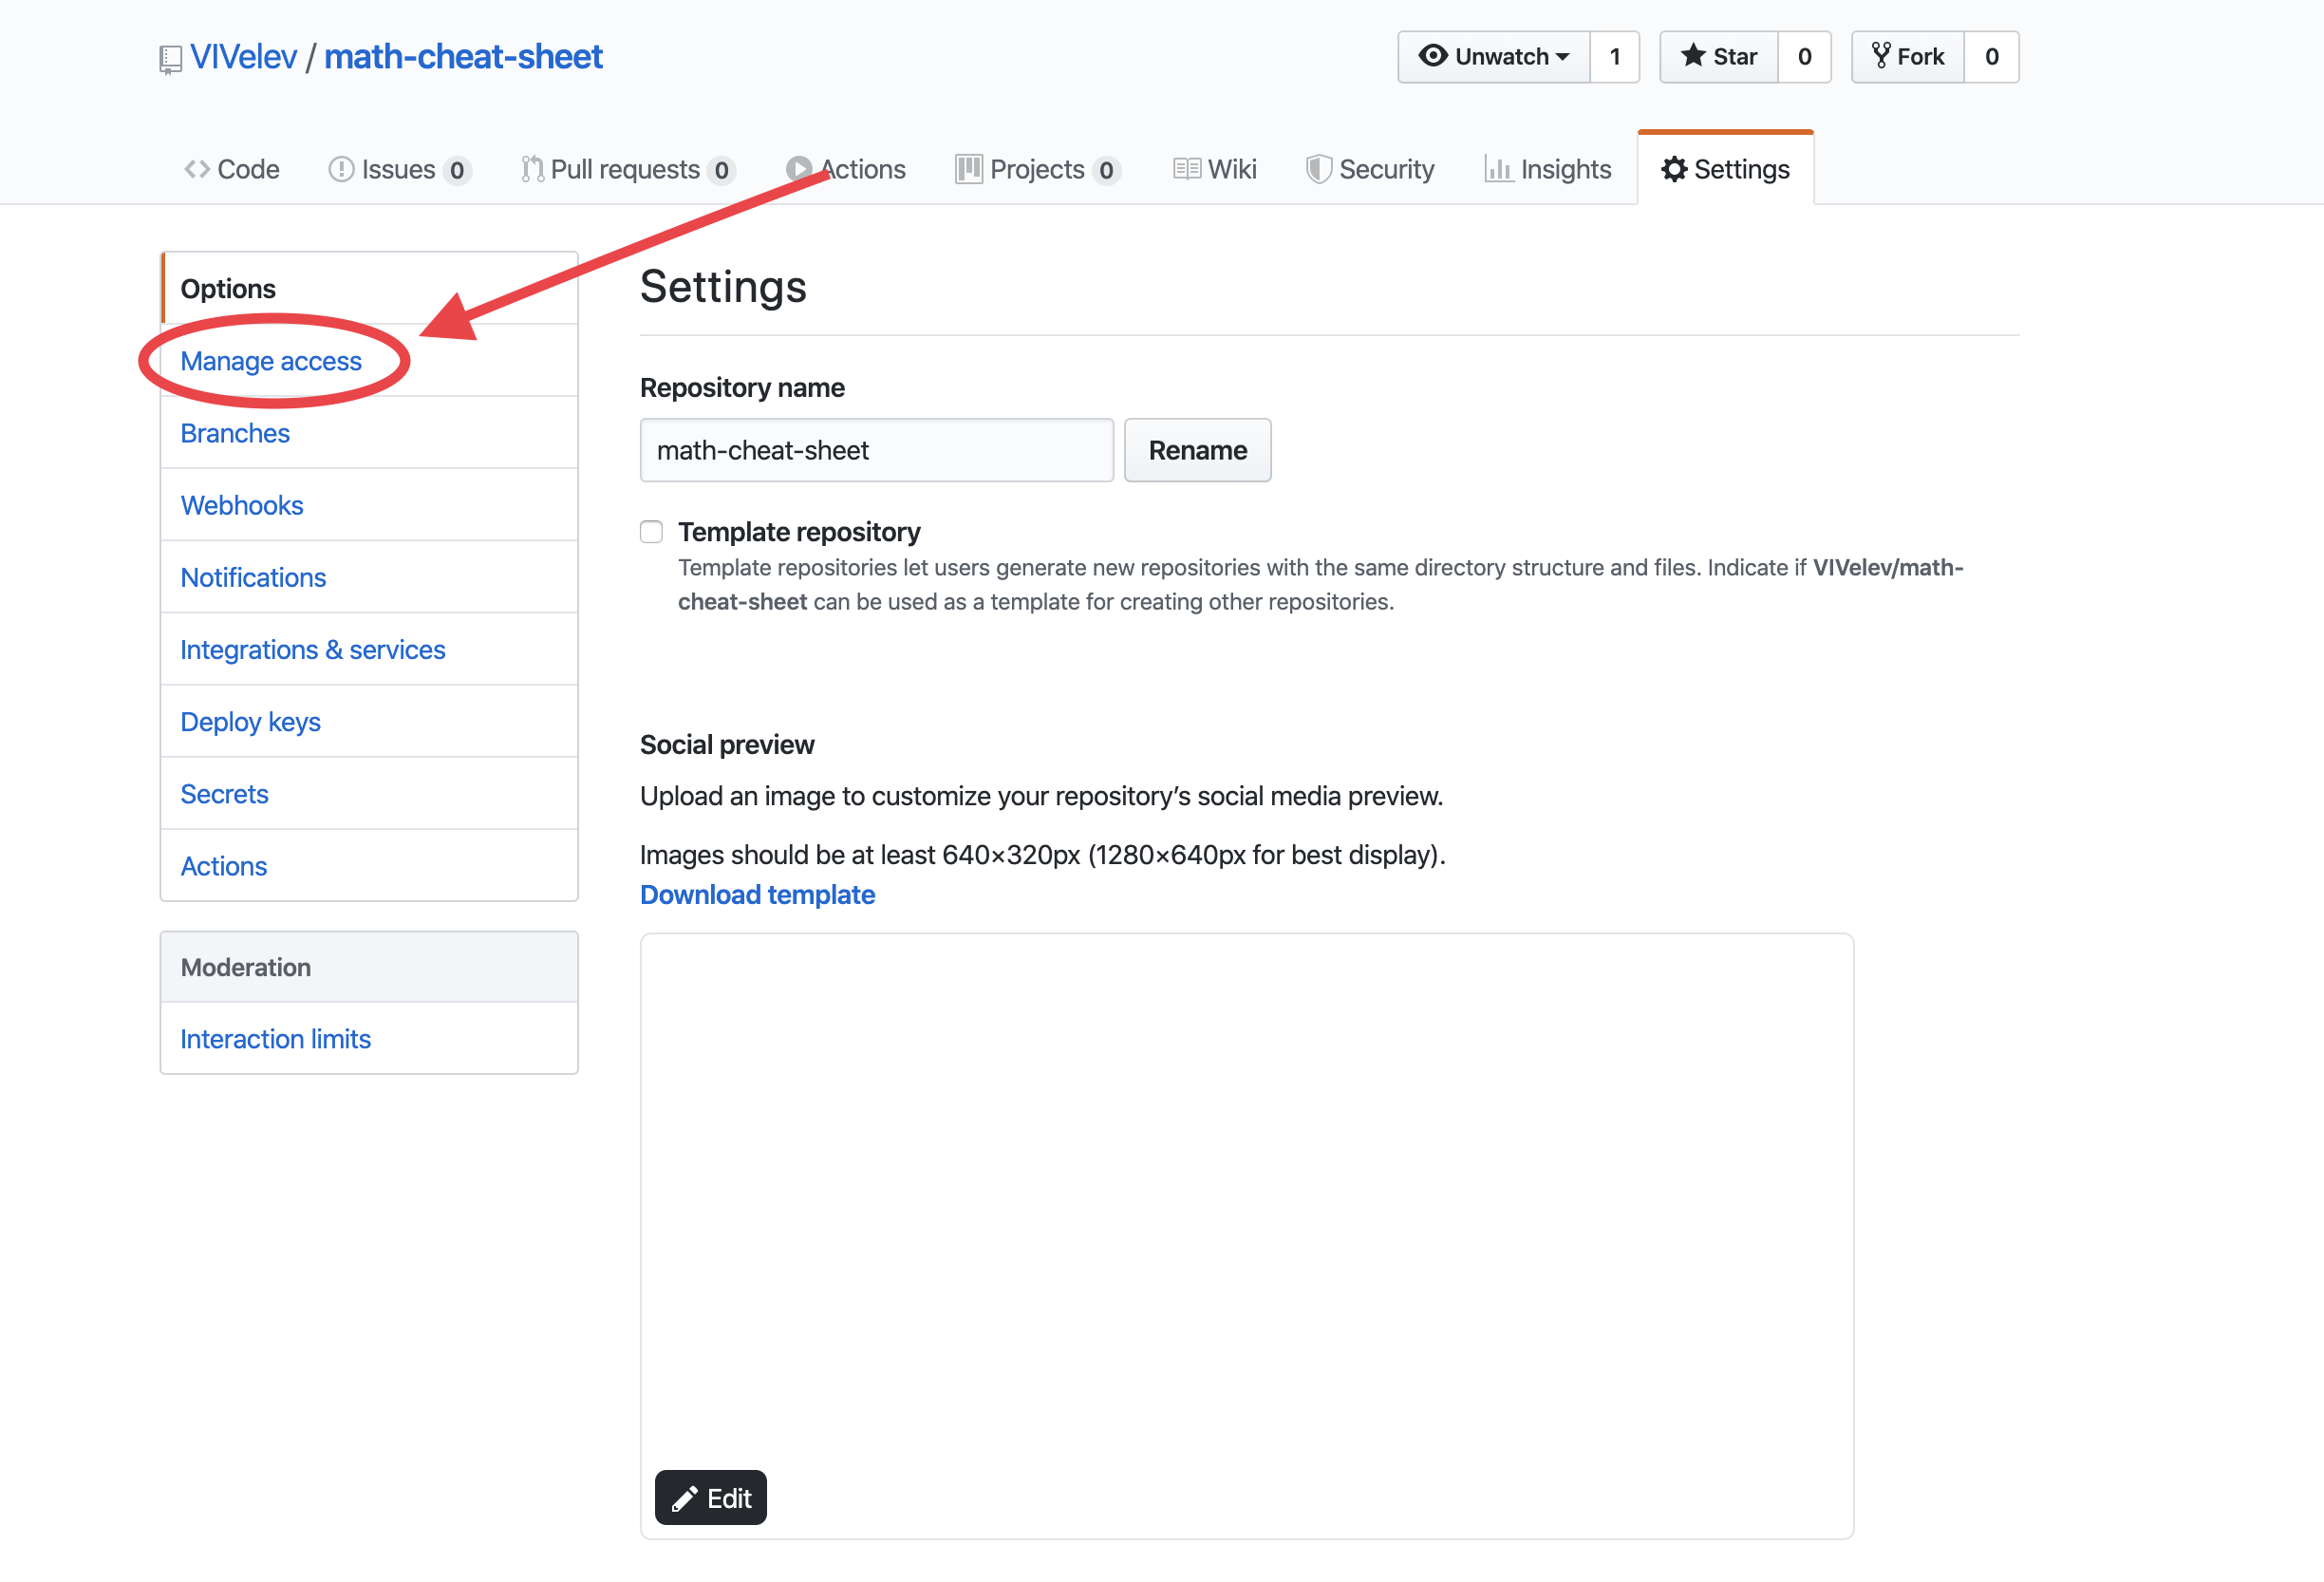 VIVelev / math-cheat-sheet
Unwatch 1 Star 0 Fork 0
Code Issues 0 Pull requests 0 Actions Projects 0 Wiki Security Insights Settings
Options
Manage access
Branches
Webhooks
Notifications
Integrations & services
Deploy keys
Secrets
Actions
Moderation
Interaction limits
Settings
Repository name
math-cheat-sheet Rename
Template repository
Template repositories let users generate new repositories with the same directory structure and files. Indicate if VIVelev/math-
cheat-sheet can be used as a template for creating other repositories.
Social preview
Upload an image to customize your repository’s social media preview.
Images should be at least 640×320px (1280×640px for best display).
Download template
Edit